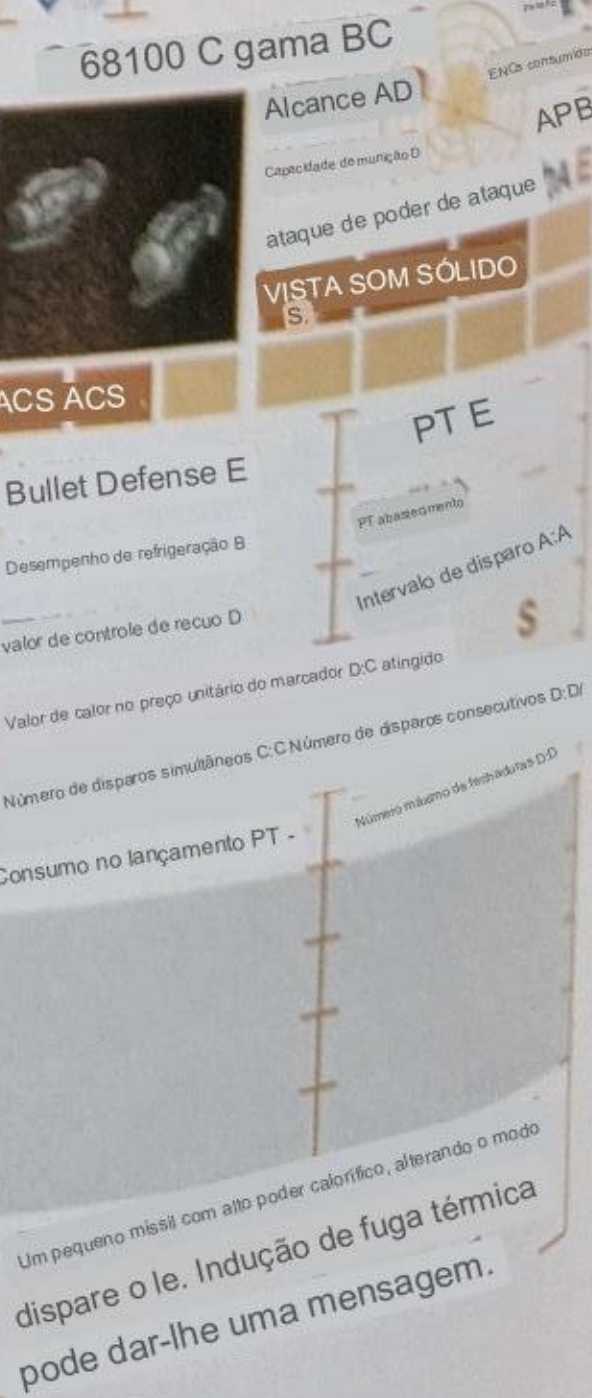 68100 C gama BC
ENCs consumidos
Alcance AD
APB
Capacidade de munição D
ataque de poder de ataque
VISTA SOM SÓLIDO
S.
ACS ACS
PT E
Bullet Defense E
PT abastecimento
Desempenho de refrigeração B
Intervalo de disparo A:A
valor de controle de recuo D
S
Valor de calor no preço unitário do marcador D:C atingido
Número de disparos simultâneos C:C Número de disparos consecutivos D:D/
Número máximo de fechaduras D:D
Consumo no lançamento PT -
Um pequeno míssil com alto poder calorífico, alterando o modo
dispare o le. Indução de fuga térmica
pode dar-lhe uma mensagem.